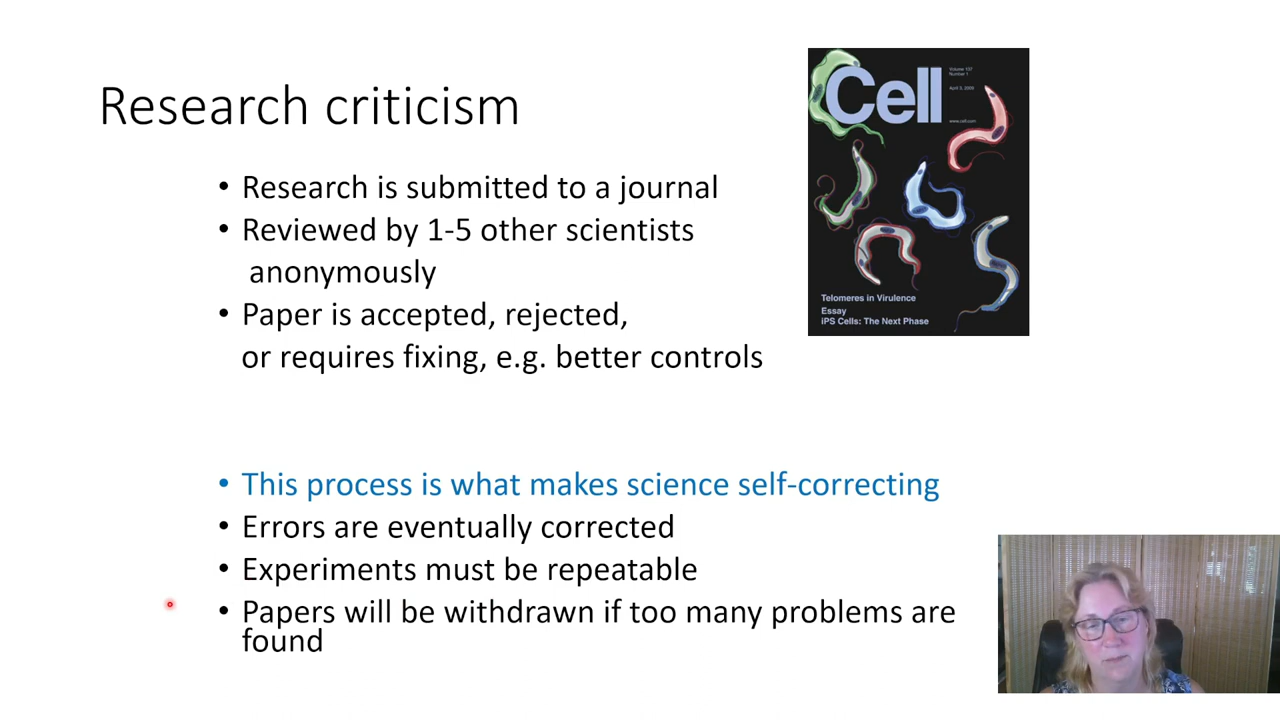 Research criticism
• Research is submitted to a journal
• Reviewed by 1-5 other scientists
anonymously
• Paper is accepted, rejected,
or requires fixing, e.g. better controls
• This process is what makes science self-correcting
• Errors are eventually corrected
• Experiments must be repeatable
• Papers will be withdrawn if too many problems are
found
Cell
Volume 137
Number 1
April 3, 2009
www.cell.com
Telomeres in Virulence
Essay
iPS Cells: The Next Phase